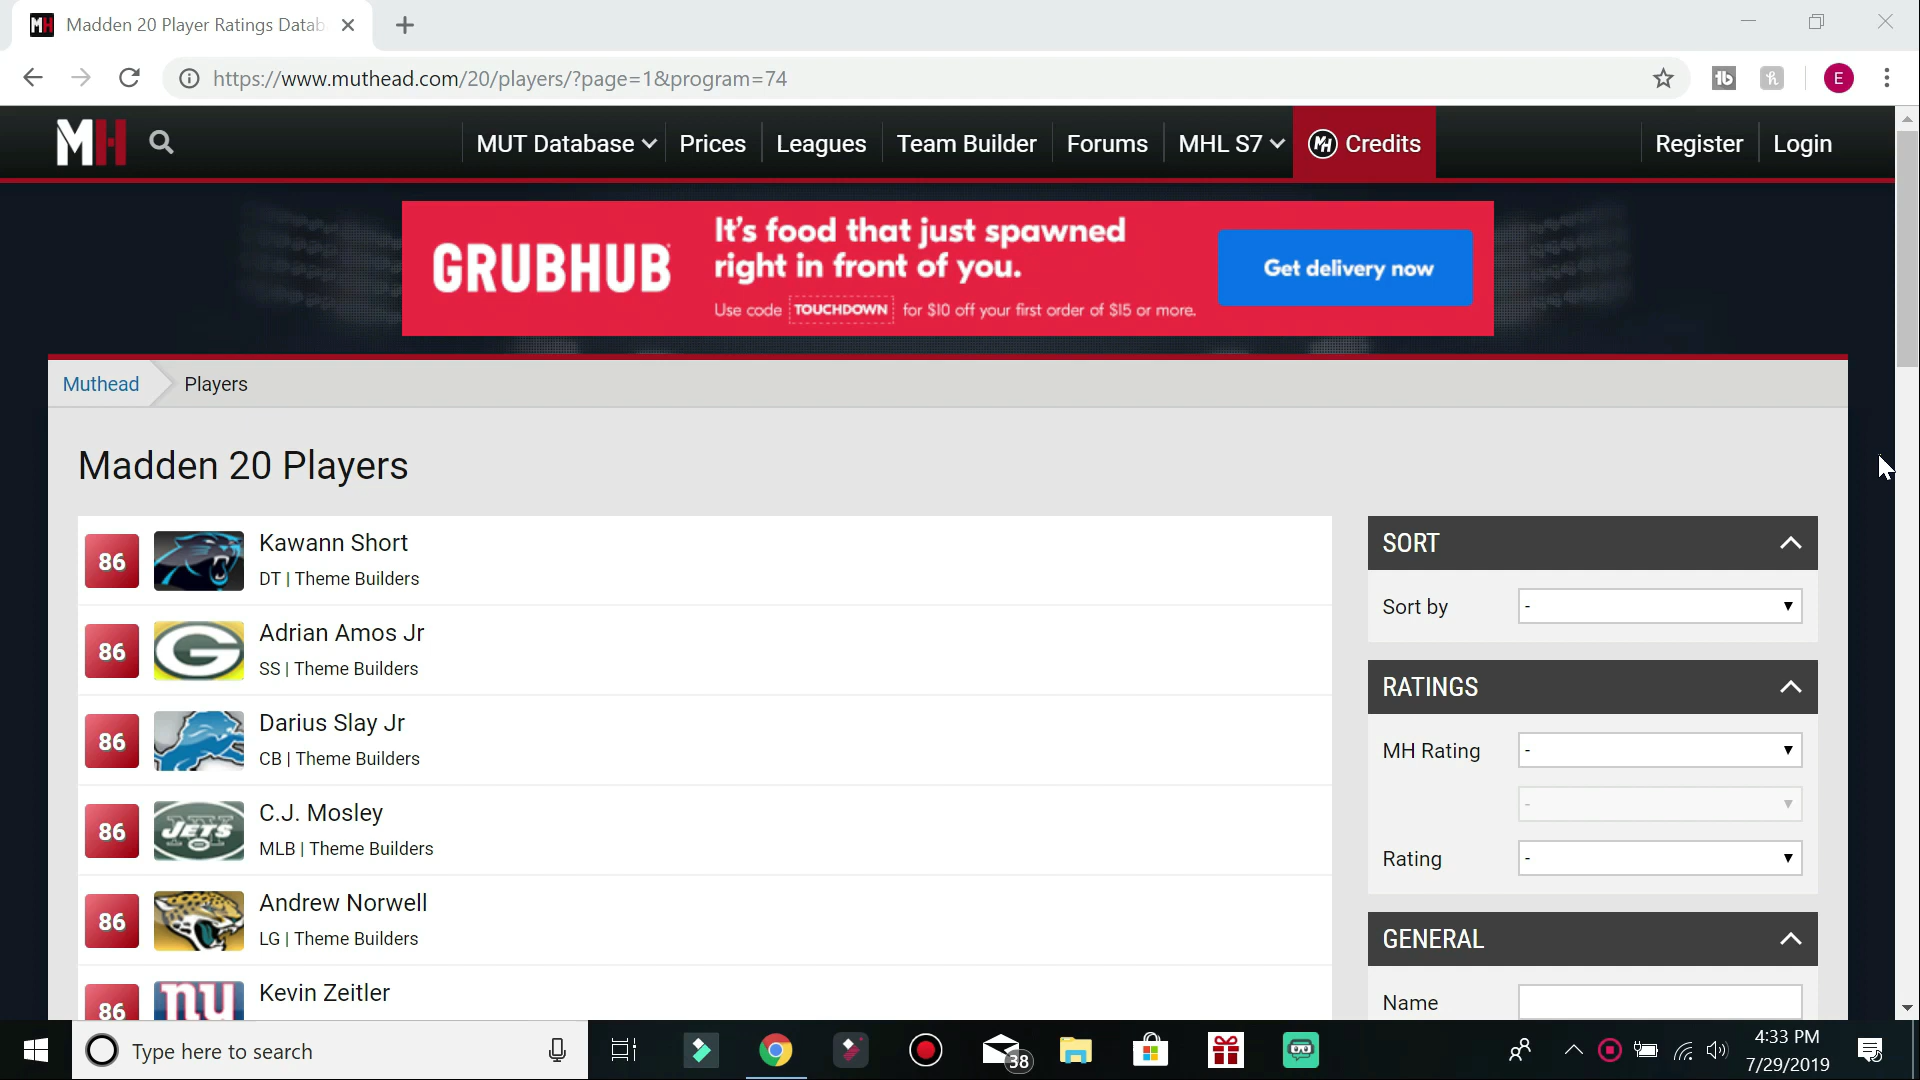 Madden 20 Player Ratings Datab
https://www.muthead.com/20/players/?page=1&program=74
E
MH
MUT Database
Prices
Leagues
Team Builder
Forums
MHL S7
Credits
Register
Login
GRUBHUB
It's food that just spawned
right in front of you.
Use code TOUCHDOWN for $10 off your first order of $15 or more.
Get delivery now
Muthead
Players
Madden 20 Players
86
Kawann Short
DT | Theme Builders
86
Adrian Amos Jr
SS | Theme Builders
86
Darius Slay Jr
CB | Theme Builders
86
JETS
C.J. Mosley
MLB | Theme Builders
86
Andrew Norwell
LG | Theme Builders
86
ny
Kevin Zeitler
SORT
Sort by
-
RATINGS
MH Rating
-
-
Rating
-
GENERAL
Name
Type here to search
38
4:33 PM
7/29/2019